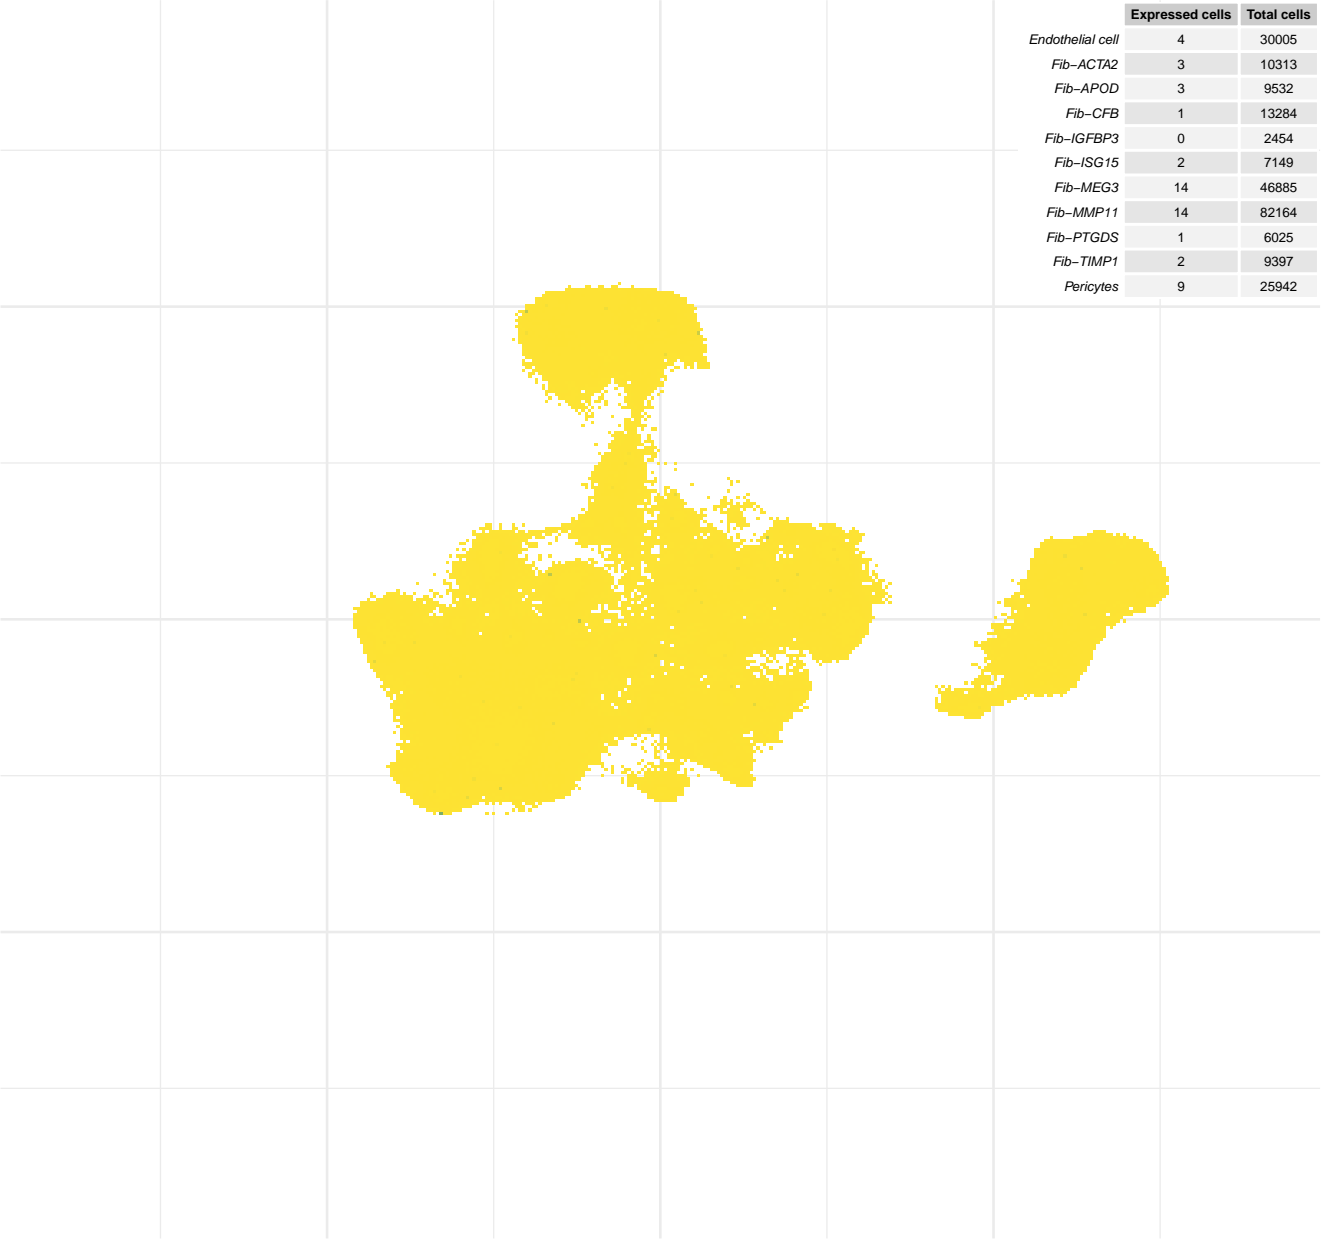 Expressed cells Total cells
Endothelial cell 4 30005
Fib−ACTA2 3 10313
Fib−APOD 3 9532
Fib−CFB 1 13284
Fib−IGFBP3 0 2454
Fib−ISG15 2 7149
Fib−MEG3 14 46885
Fib−MMP11 14 82164
Fib−PTGDS 1 6025
Fib−TIMP1 2 9397
Pericytes 9 25942